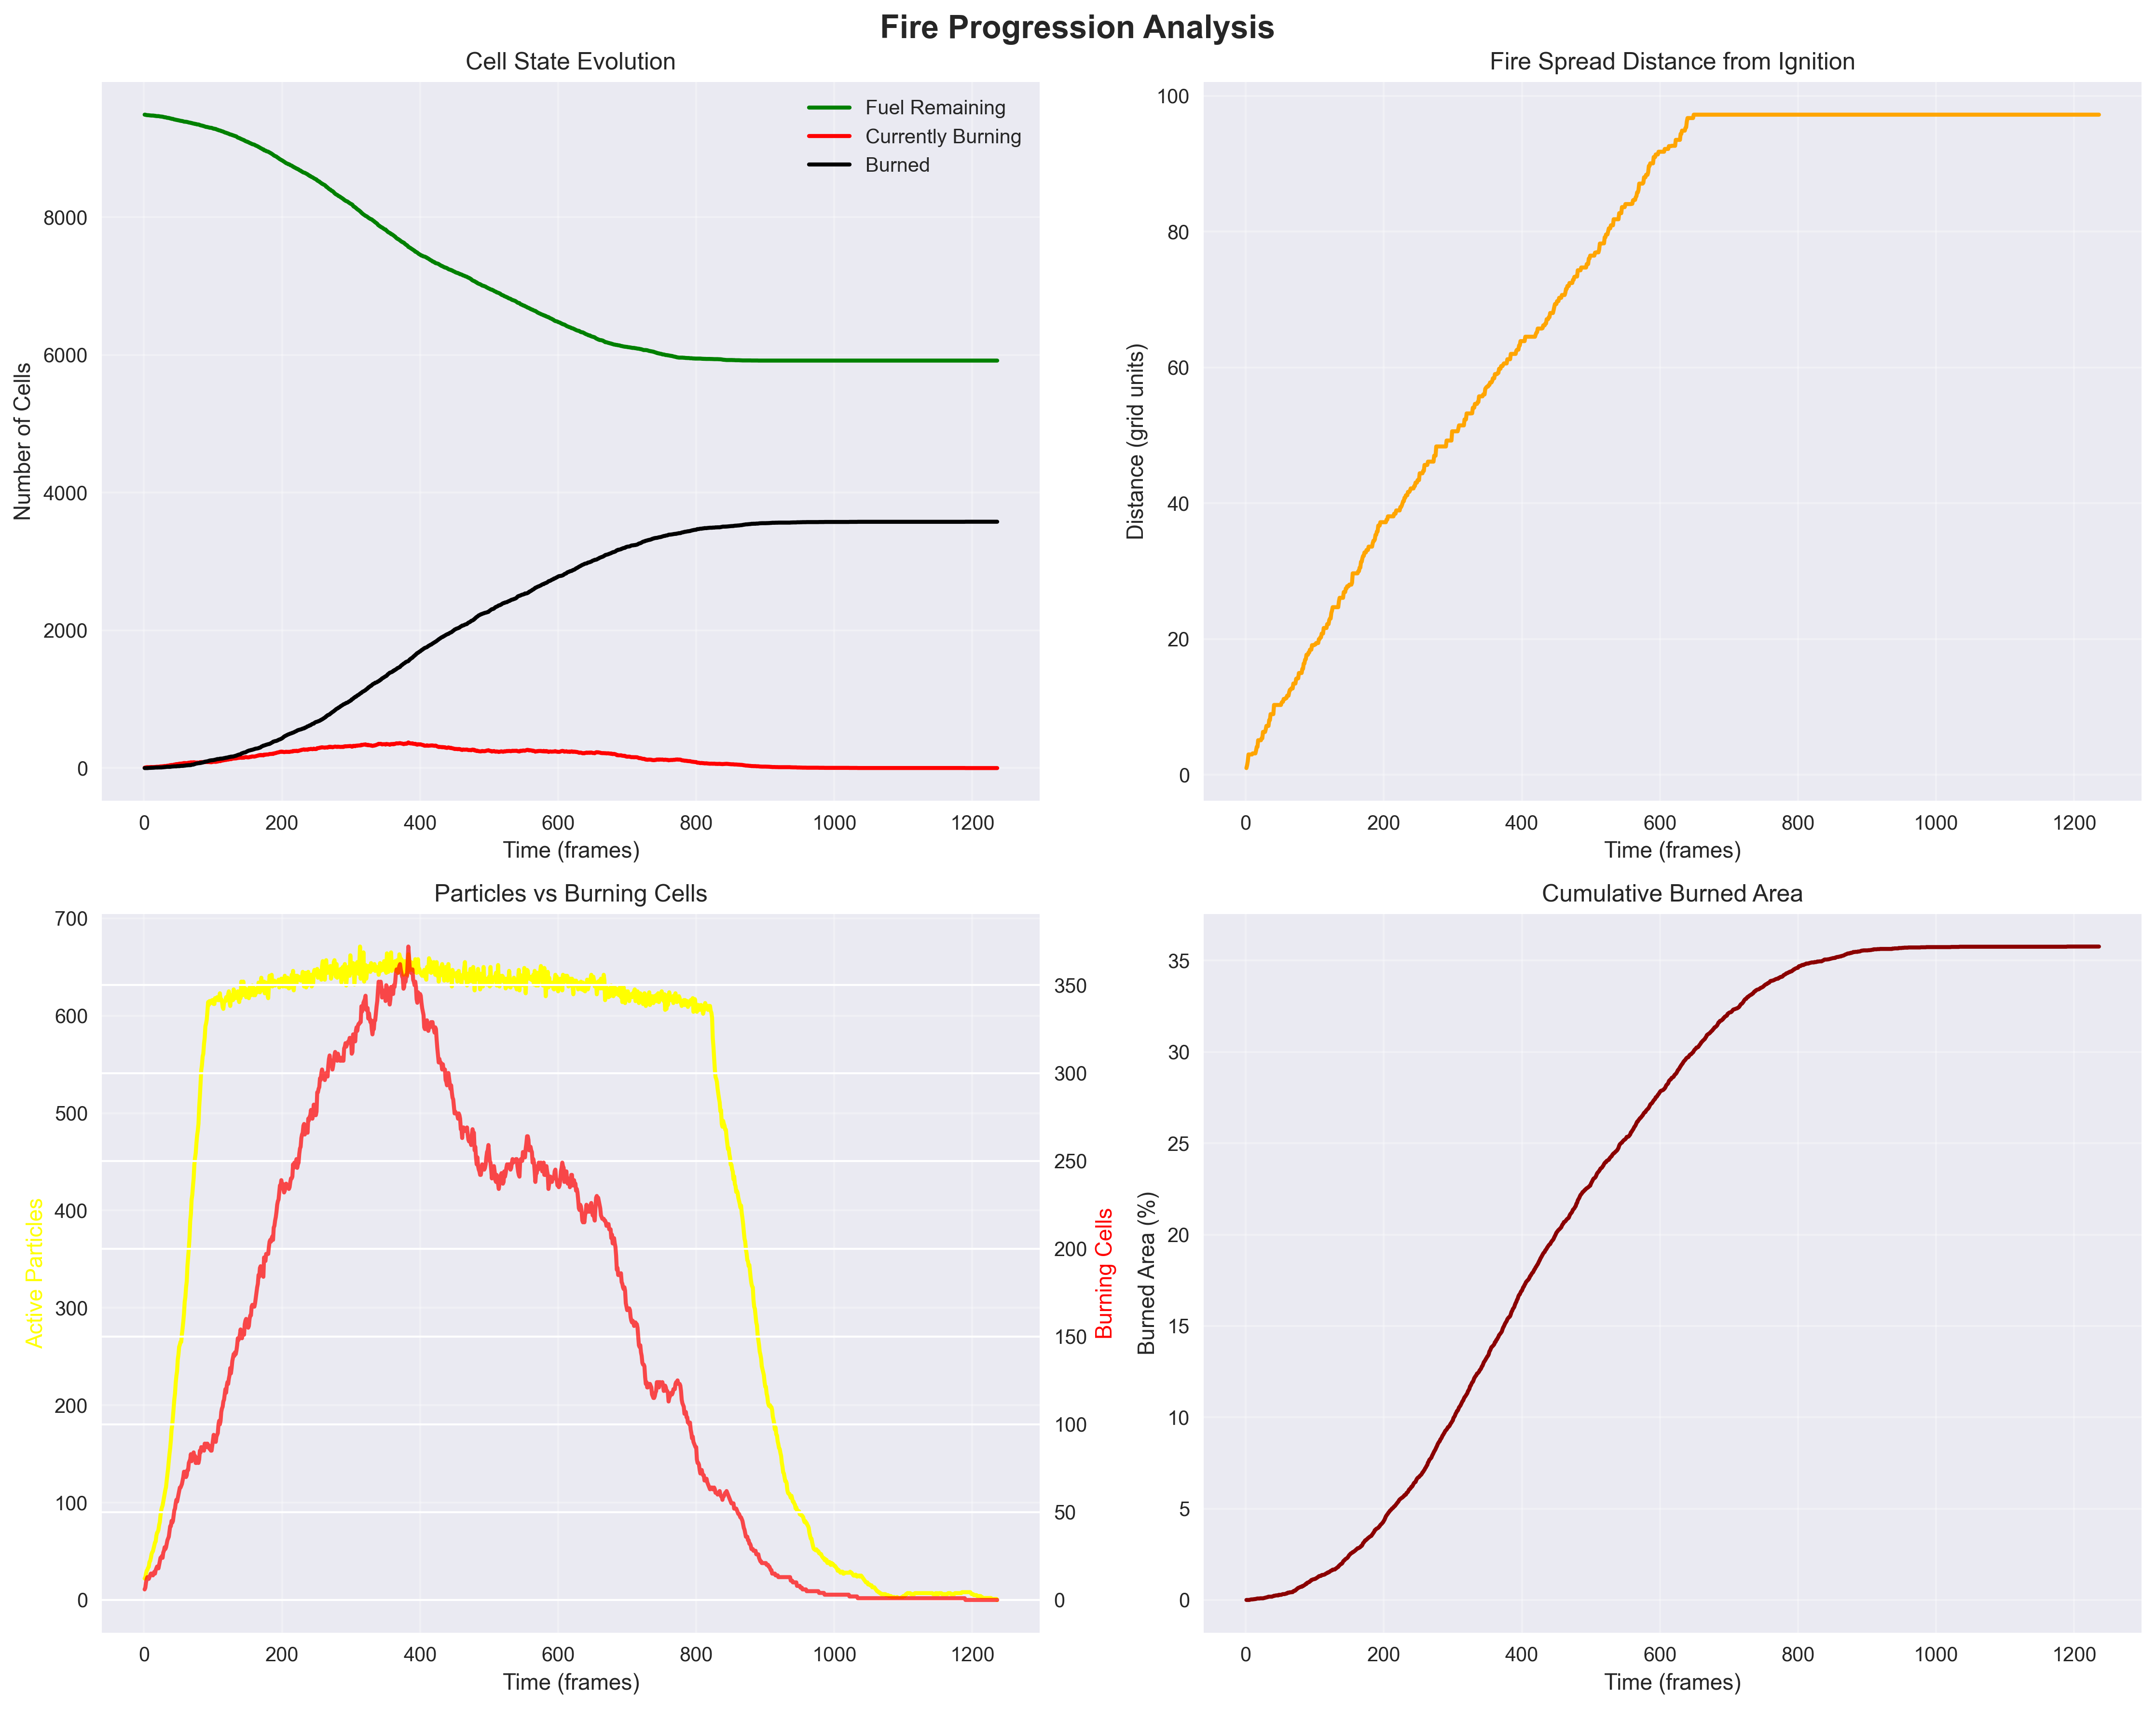 Fire Progression Analysis
Cell State Evolution
Fuel Remaining
Currently Burning
Burned
8000
6000
4000
2000
0
Number of Cells
0 200 400 600 800 1000 1200
Time (frames)
Fire Spread Distance from Ignition
100
80
60
40
20
0
Distance (grid units)
0 200 400 600 800 1000 1200
Time (frames)
Particles vs Burning Cells
700
600
500
400
300
200
100
0
Active Particles
350
300
250
200
150
100
50
0
Burning Cells
0 200 400 600 800 1000 1200
Time (frames)
Cumulative Burned Area
35
30
25
20
15
10
5
0
Burned Area (%)
0 200 400 600 800 1000 1200
Time (frames)